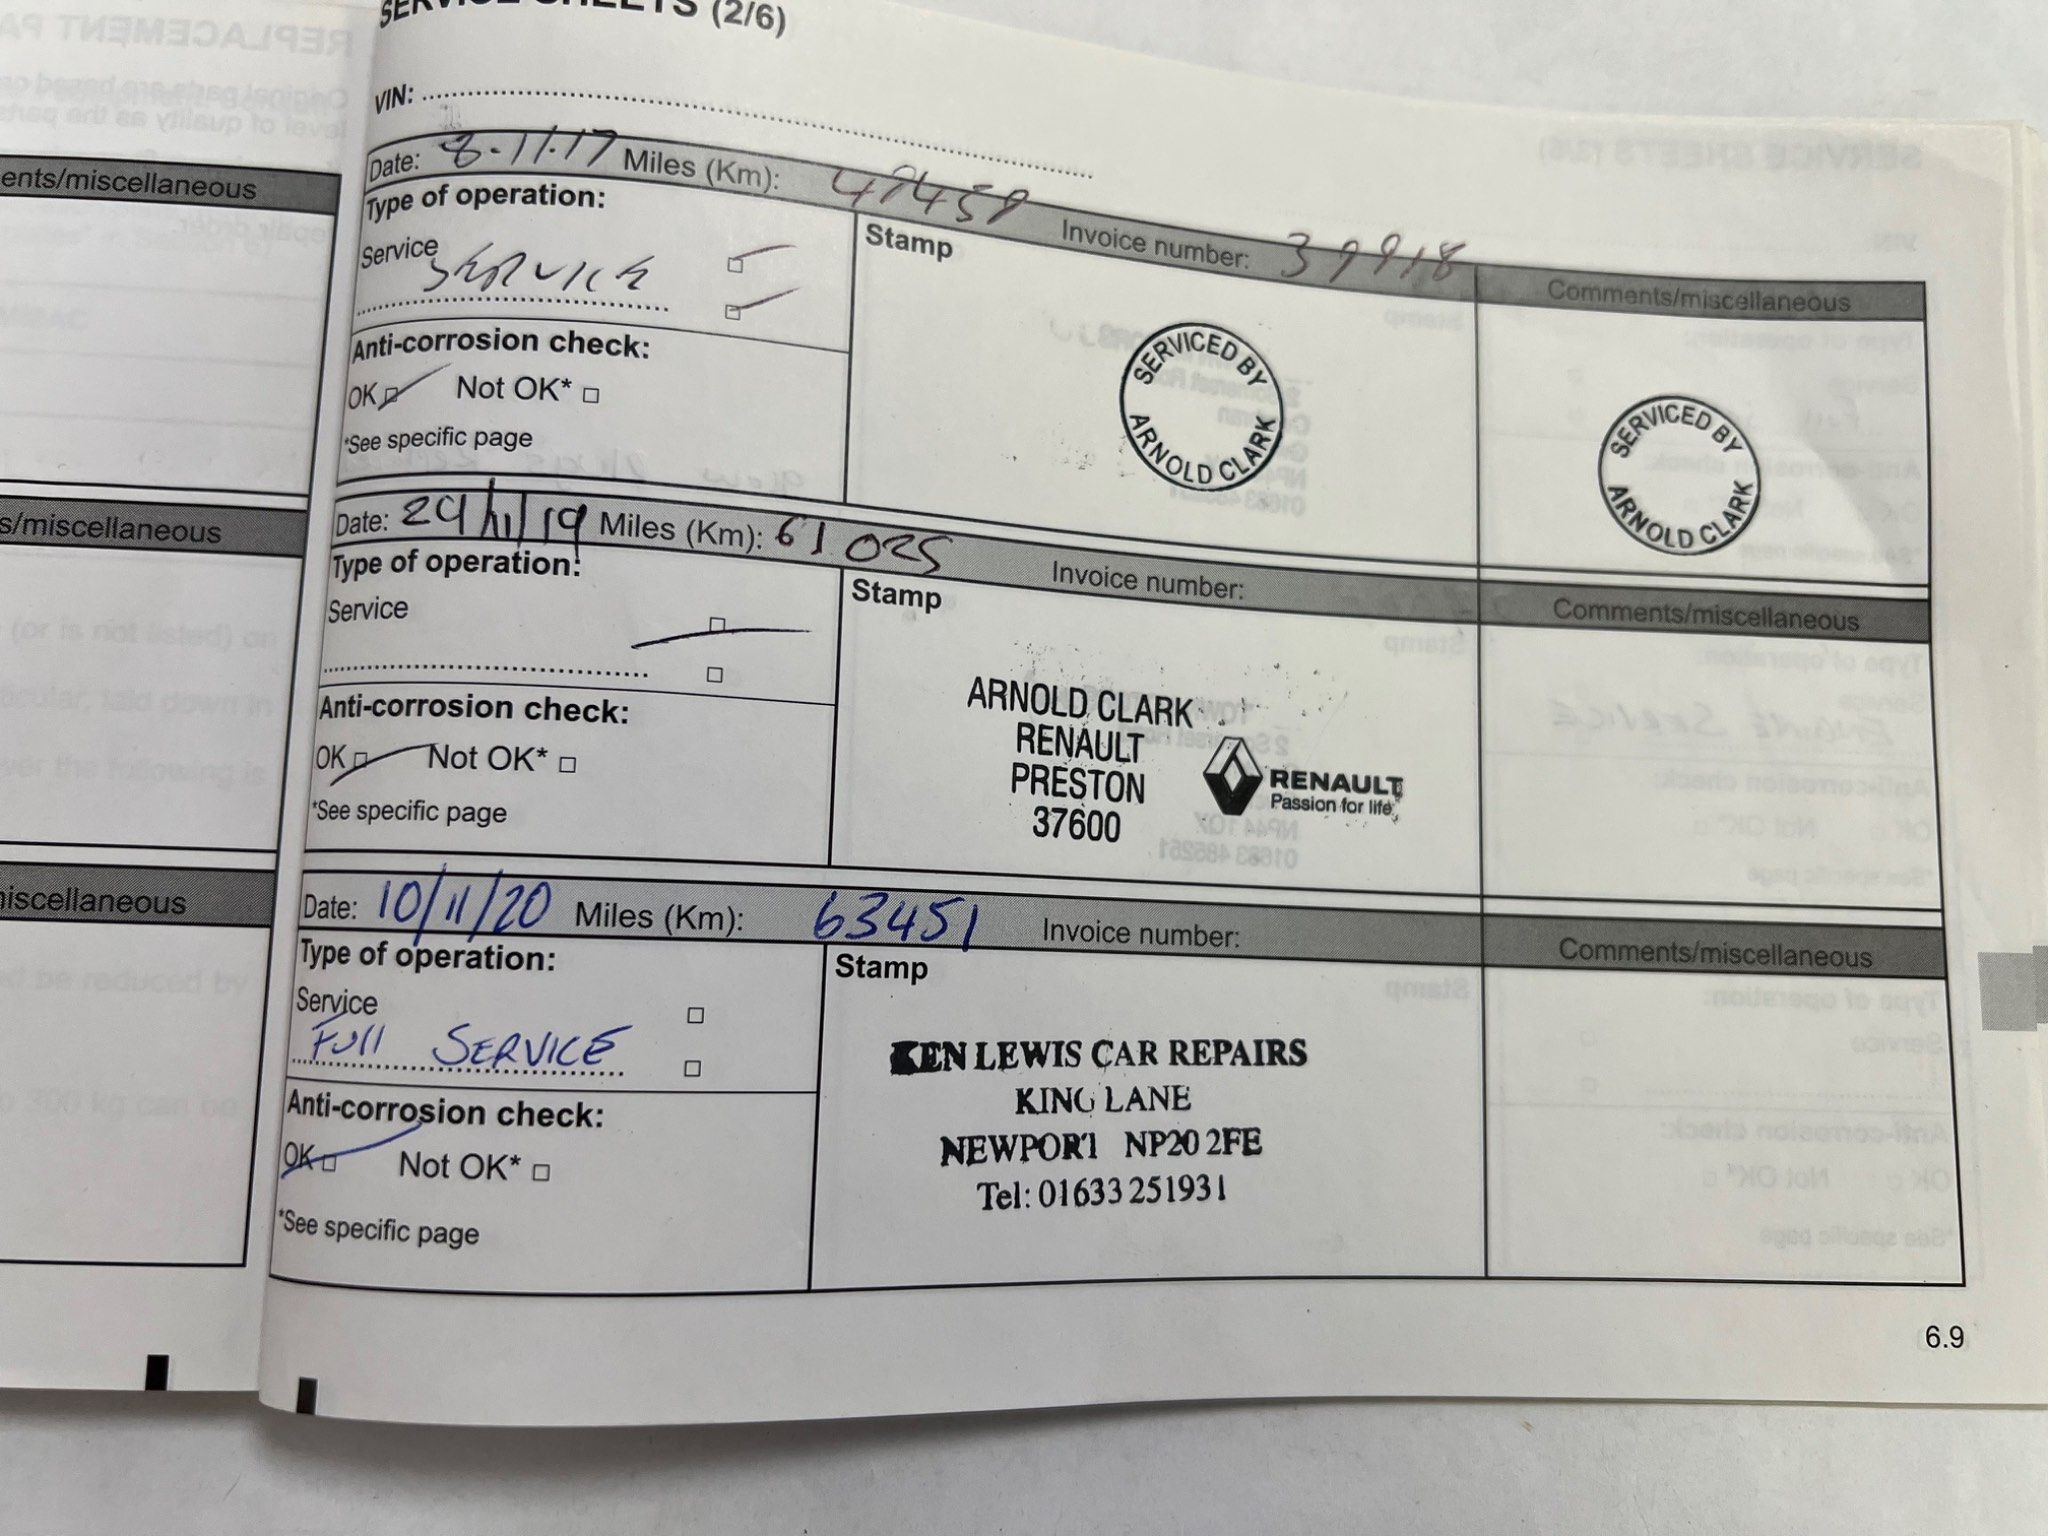 SERVICE SHEETS (2/6)
VIN:
Date: 8.11.17 Miles (Km): Invoice number: 39918
Type of operation:
Service
SERVICE
Anti-corrosion check:
OK Not OK*
*See specific page
Stamp
SERVICED BY
ARNOLD CLARK
Comments/miscellaneous
SERVICED BY
ARNOLD CLARK
Date: 29/11/19 Miles (Km): 61025 Invoice number:
Type of operation:
Service
Anti-corrosion check:
OK Not OK*
*See specific page
Stamp
ARNOLD CLARK
RENAULT
PRESTON
37600
RENAULT
Passion for life
Comments/miscellaneous
Date: 10/11/20 Miles (Km): 63451 Invoice number:
Type of operation:
Service
Full SERVICE
Anti-corrosion check:
OK Not OK*
*See specific page
Stamp
KEN LEWIS CAR REPAIRS
KING LANE
NEWPORT NP20 2FE
Tel: 01633 251931
Comments/miscellaneous
6.9
ents/miscellaneous
s/miscellaneous
iscellaneous